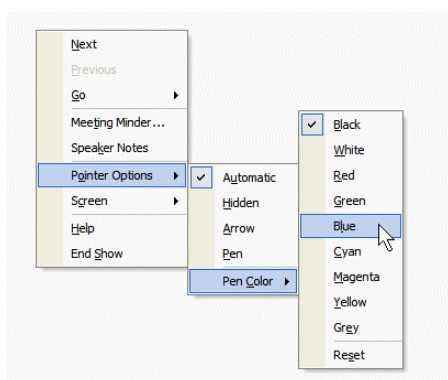 Next
Previous
Go
Meeting Minder...
Speaker Notes
Pointer Options
Screen
Help
End Show
Automatic
Hidden
Arrow
Pen
Pen Color
Black
White
Red
Green
Blue
Cyan
Magenta
Yellow
Grey
Reset